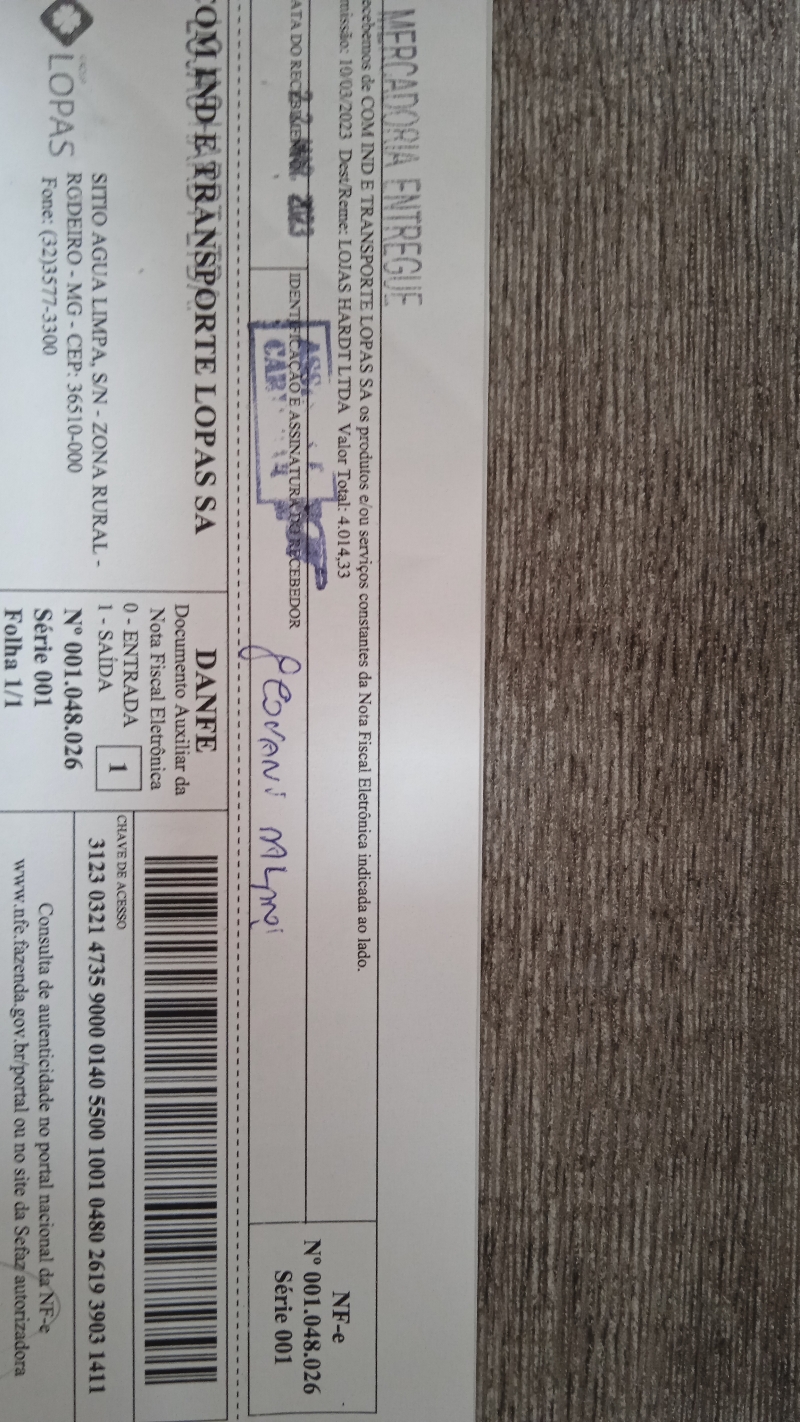 MERCADORIA ENTREGUE
ecebemos de COM IND E TRANSPORTE LOPAS SA os produtos e/ou serviços constantes da Nota Fiscal Eletrônica indicada ao lado.
missão: 10/03/2023 Dest/Reme: LOJAS HARDT LTDA Valor Total: 4.014,33
NF-e
Nº 001.048.026
Série 001
ATA DO RECEBIMENTO
2023
IDENTIFICAÇÃO E ASSINATURA DO RECEBEDOR
COM IND E TRANSPORTE LOPAS SA
LOPAS
SITIO AGUA LIMPA, S/N - ZONA RURAL -
RODEIRO - MG - CEP: 36510-000
Fone: (32)3577-3300
DANFE
Documento Auxiliar da
Nota Fiscal Eletrônica
0 - ENTRADA
1 - SAÍDA
1
Nº 001.048.026
Série 001
Folha 1/1
CHAVE DE ACESSO
3123 0321 4735 9000 0140 5500 1001 0480 2619 3903 1411
Consulta de autenticidade no portal nacional da NF-e
www.nfe.fazenda.gov.br/portal ou no site da Sefaz autorizadora